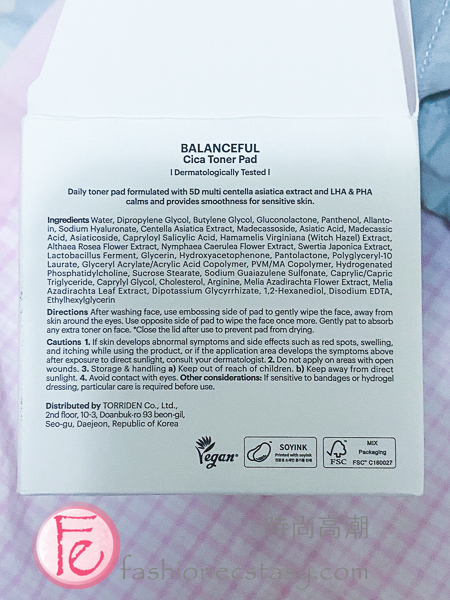 BALANCEFUL
Cica Toner Pad
| Dermatologically Tested |
Daily toner pad formulated with 5D multi centella asiatica extract and LHA & PHA
calms and provides smoothness for sensitive skin.
Ingredients Water, Dipropylene Glycol, Butylene Glycol, Gluconolactone, Panthenol, Allanto-
in, Sodium Hyaluronate, Centella Asiatica Extract, Madecassoside, Asiatic Acid, Madecassic
Acid, Asiaticoside, Capryloyl Salicylic Acid, Hamamelis Virginiana (Witch Hazel) Extract,
Althaea Rosea Flower Extract, Nymphaea Caerulea Flower Extract, Swertia Japonica Extract,
Lactobacillus Ferment, Glycerin, Hydroxyacetophenone, Pantolactone, Polyglyceryl-10
Laurate, Glyceryl Acrylate/Acrylic Acid Copolymer, PVM/MA Copolymer, Hydrogenated
Phosphatidylcholine, Sucrose Stearate, Sodium Guaiazulene Sulfonate, Caprylic/Capric
Triglyceride, Caprylyl Glycol, Cholesterol, Arginine, Melia Azadirachta Flower Extract, Melia
Azadirachta Leaf Extract, Dipotassium Glycyrrhizate, 1,2-Hexanediol, Disodium EDTA,
Ethylhexylglycerin
Directions After washing face, use embossing side of pad to gently wipe the face, away from
skin around the eyes. Use opposite side of pad to wipe the face once more. Gently pat to absorb
any extra toner on face. *Close the lid after use to prevent pad from drying.
Cautions 1. If skin develops abnormal symptoms and side effects such as red spots, swelling,
and itching while using the product, or if the application area develops the symptoms above
after exposure to direct sunlight, consult your dermatologist. 2. Do not apply on areas with open
wounds. 3. Storage & handling a) Keep out of reach of children. b) Keep away from direct
sunlight. 4. Avoid contact with eyes. Other considerations: If sensitive to bandages or hydrogel
dressing, particular care is required before use.
Distributed by TORRIDEN Co., Ltd.,
2nd floor, 10-3, Doanbuk-ro 93 beon-gil,
Seo-gu, Daejeon, Republic of Korea
Vegan
SOYINK
Printed with soyink
FSC
MIX
Packaging
FSC™ C160027
Fe
時尚高潮
fashionecstasy.com